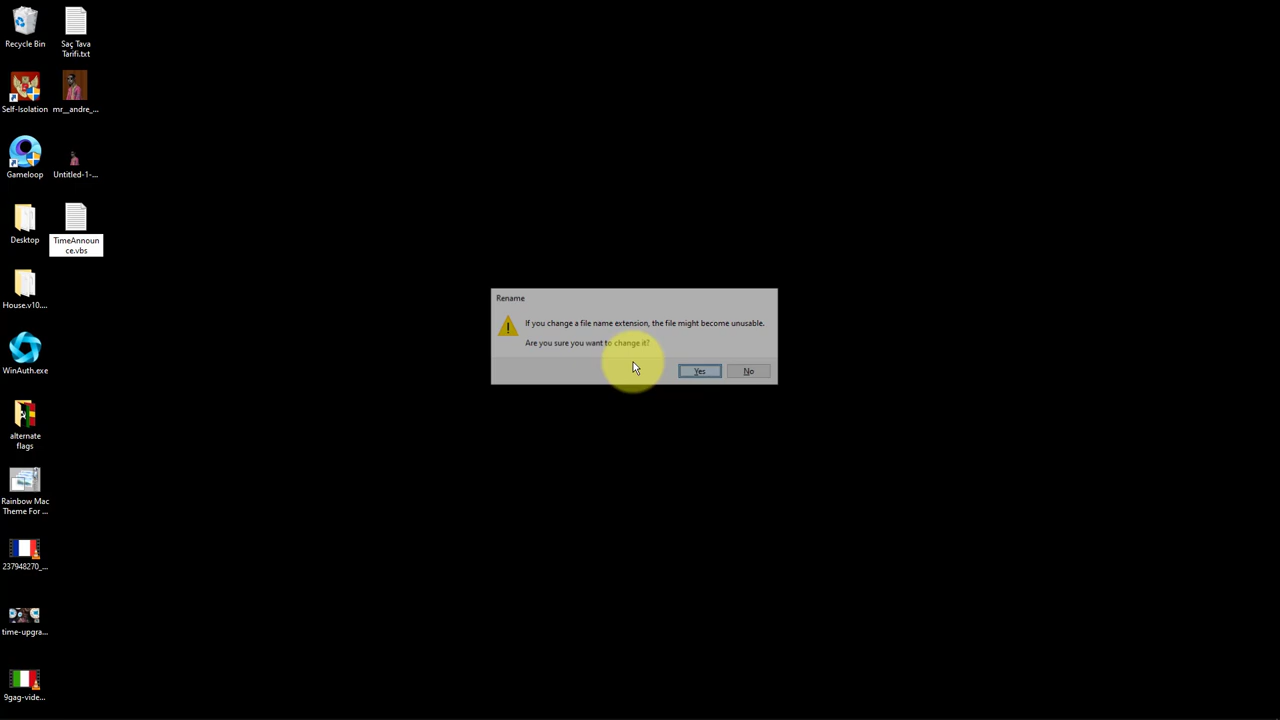 Recycle Bin
Saç Tava
Tarifi.txt
Self-Isolation
mr__andre_...
Gameloop
Untitled-1-...
Desktop
TimeAnnoun
ce.vbs
House.v10....
WinAuth.exe
alternate
flags
Rainbow Mac
Theme For ...
237948270_...
time-upgra...
9gag-vide...
Rename
If you change a file name extension, the file might become unusable.
Are you sure you want to change it?
Yes
No